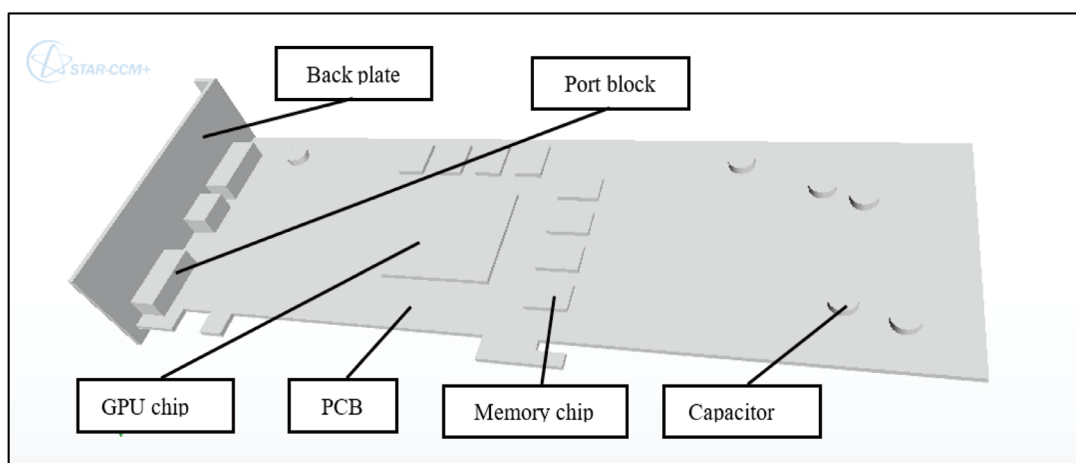 STAR-CCM+
Back plate
Port block
GPU chip
PCB
Memory chip
Capacitor